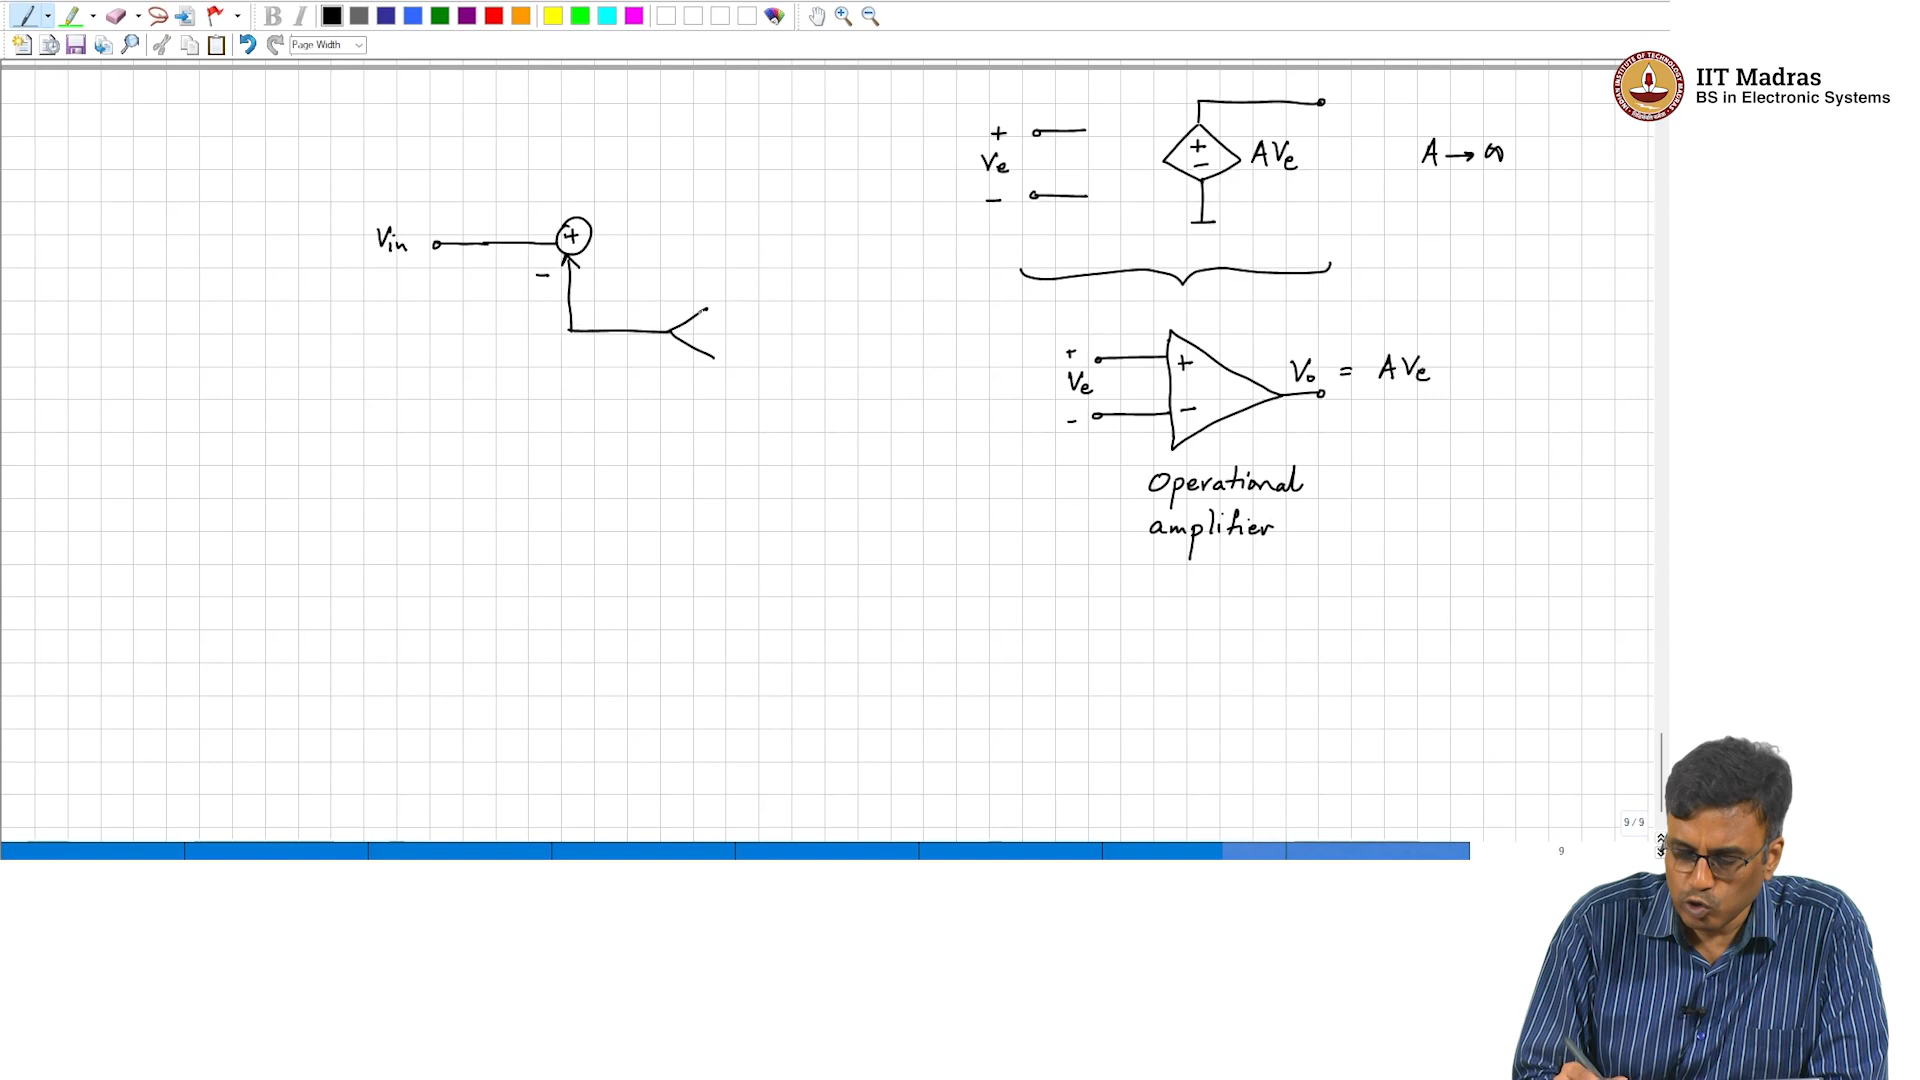 B I
Page Width
IIT Madras
BS in Electronic Systems
+
Ve
-
+
-
AVe
A → ∞
Vin
+
-
+
Ve
-
+
-
Vo = AVe
Operational
amplifier
9 / 9
9